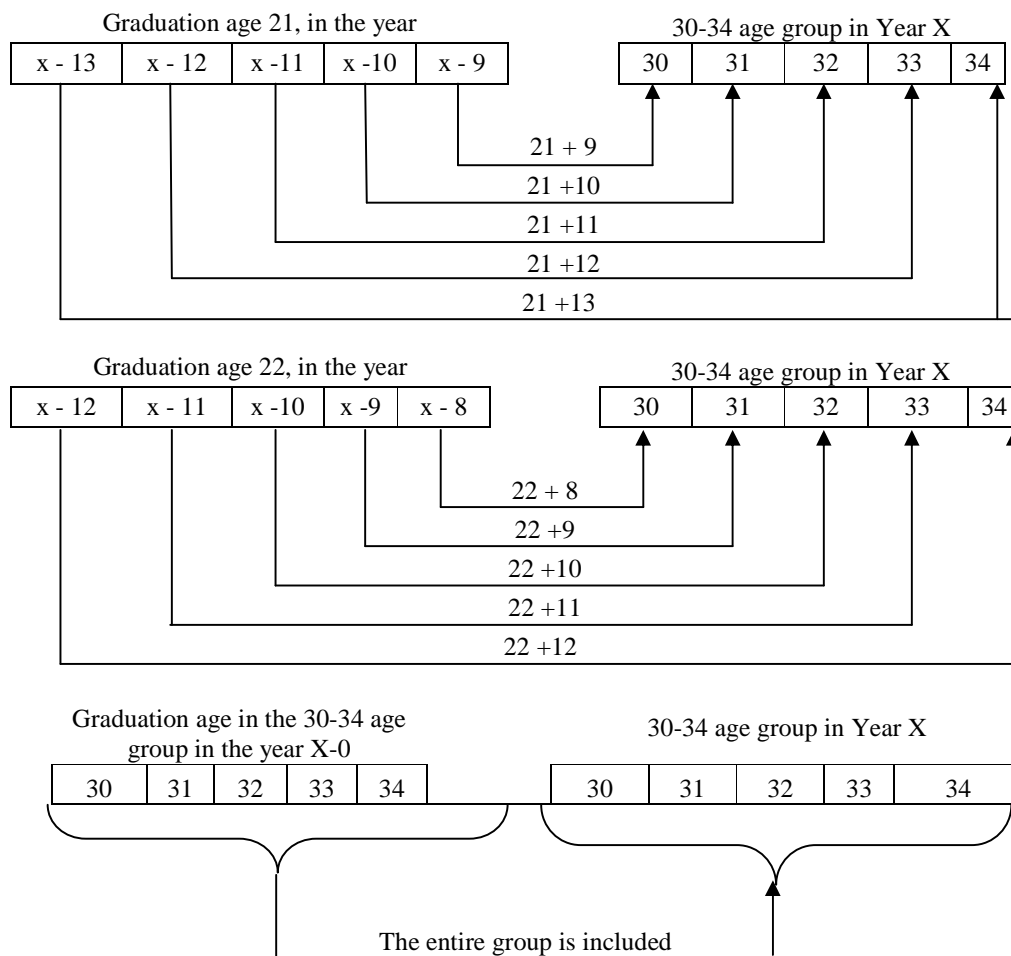 Graduation age 21, in the year
30-34 age group in Year X
x - 13 x - 12 x -11 x -10 x - 9
30 31 32 33 34
21 + 9
21 +10
21 +11
21 +12
21 +13
Graduation age 22, in the year
30-34 age group in Year X
x - 12 x - 11 x -10 x -9 x - 8
30 31 32 33 34
22 + 8
22 +9
22 +10
22 +11
22 +12
Graduation age in the 30-34 age
group in the year X-0
30-34 age group in Year X
30 31 32 33 34
30 31 32 33 34
The entire group is included